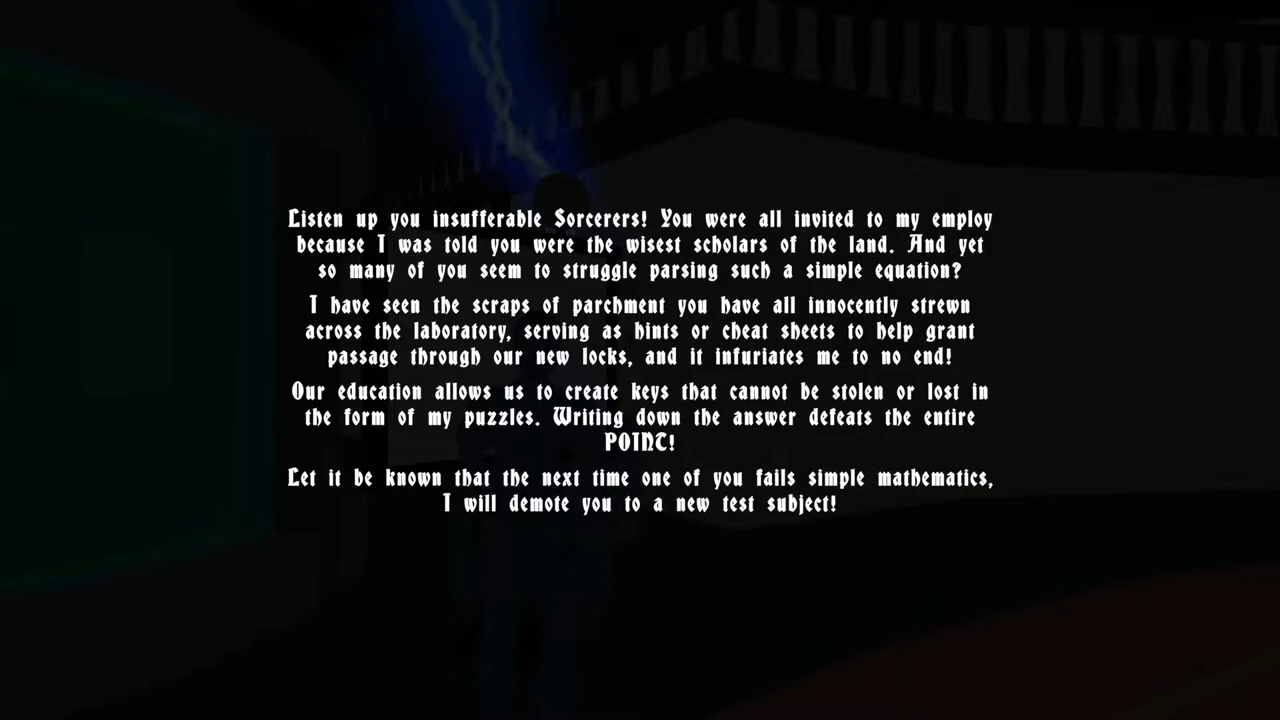 Listen up you insufferable Sorcerers! You were all invited to my employ
because I was told you were the wisest scholars of the land. And yet
so many of you seem to struggle parsing such a simple equation?
I have seen the scraps of parchment you have all innocently strewn
across the laboratory, serving as hints or cheat sheets to help grant
passage through our new locks, and it infuriates me to no end!
Our education allows us to create keys that cannot be stolen or lost in
the form of my puzzles. Writing down the answer defeats the entire
POINT!
Let it be known that the next time one of you fails simple mathematics,
I will demote you to a new test subject!